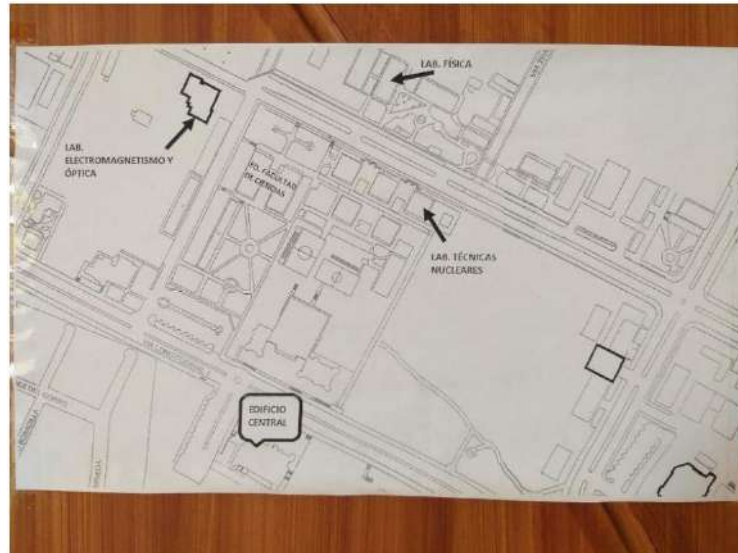 LAB. FÍSICA
LAB.
ELECTROMAGNETISMO Y
ÓPTICA
FACULTAD
DE CIENCIAS
LAB. TÉCNICAS
NUCLEARES
EDIFICIO
CENTRAL